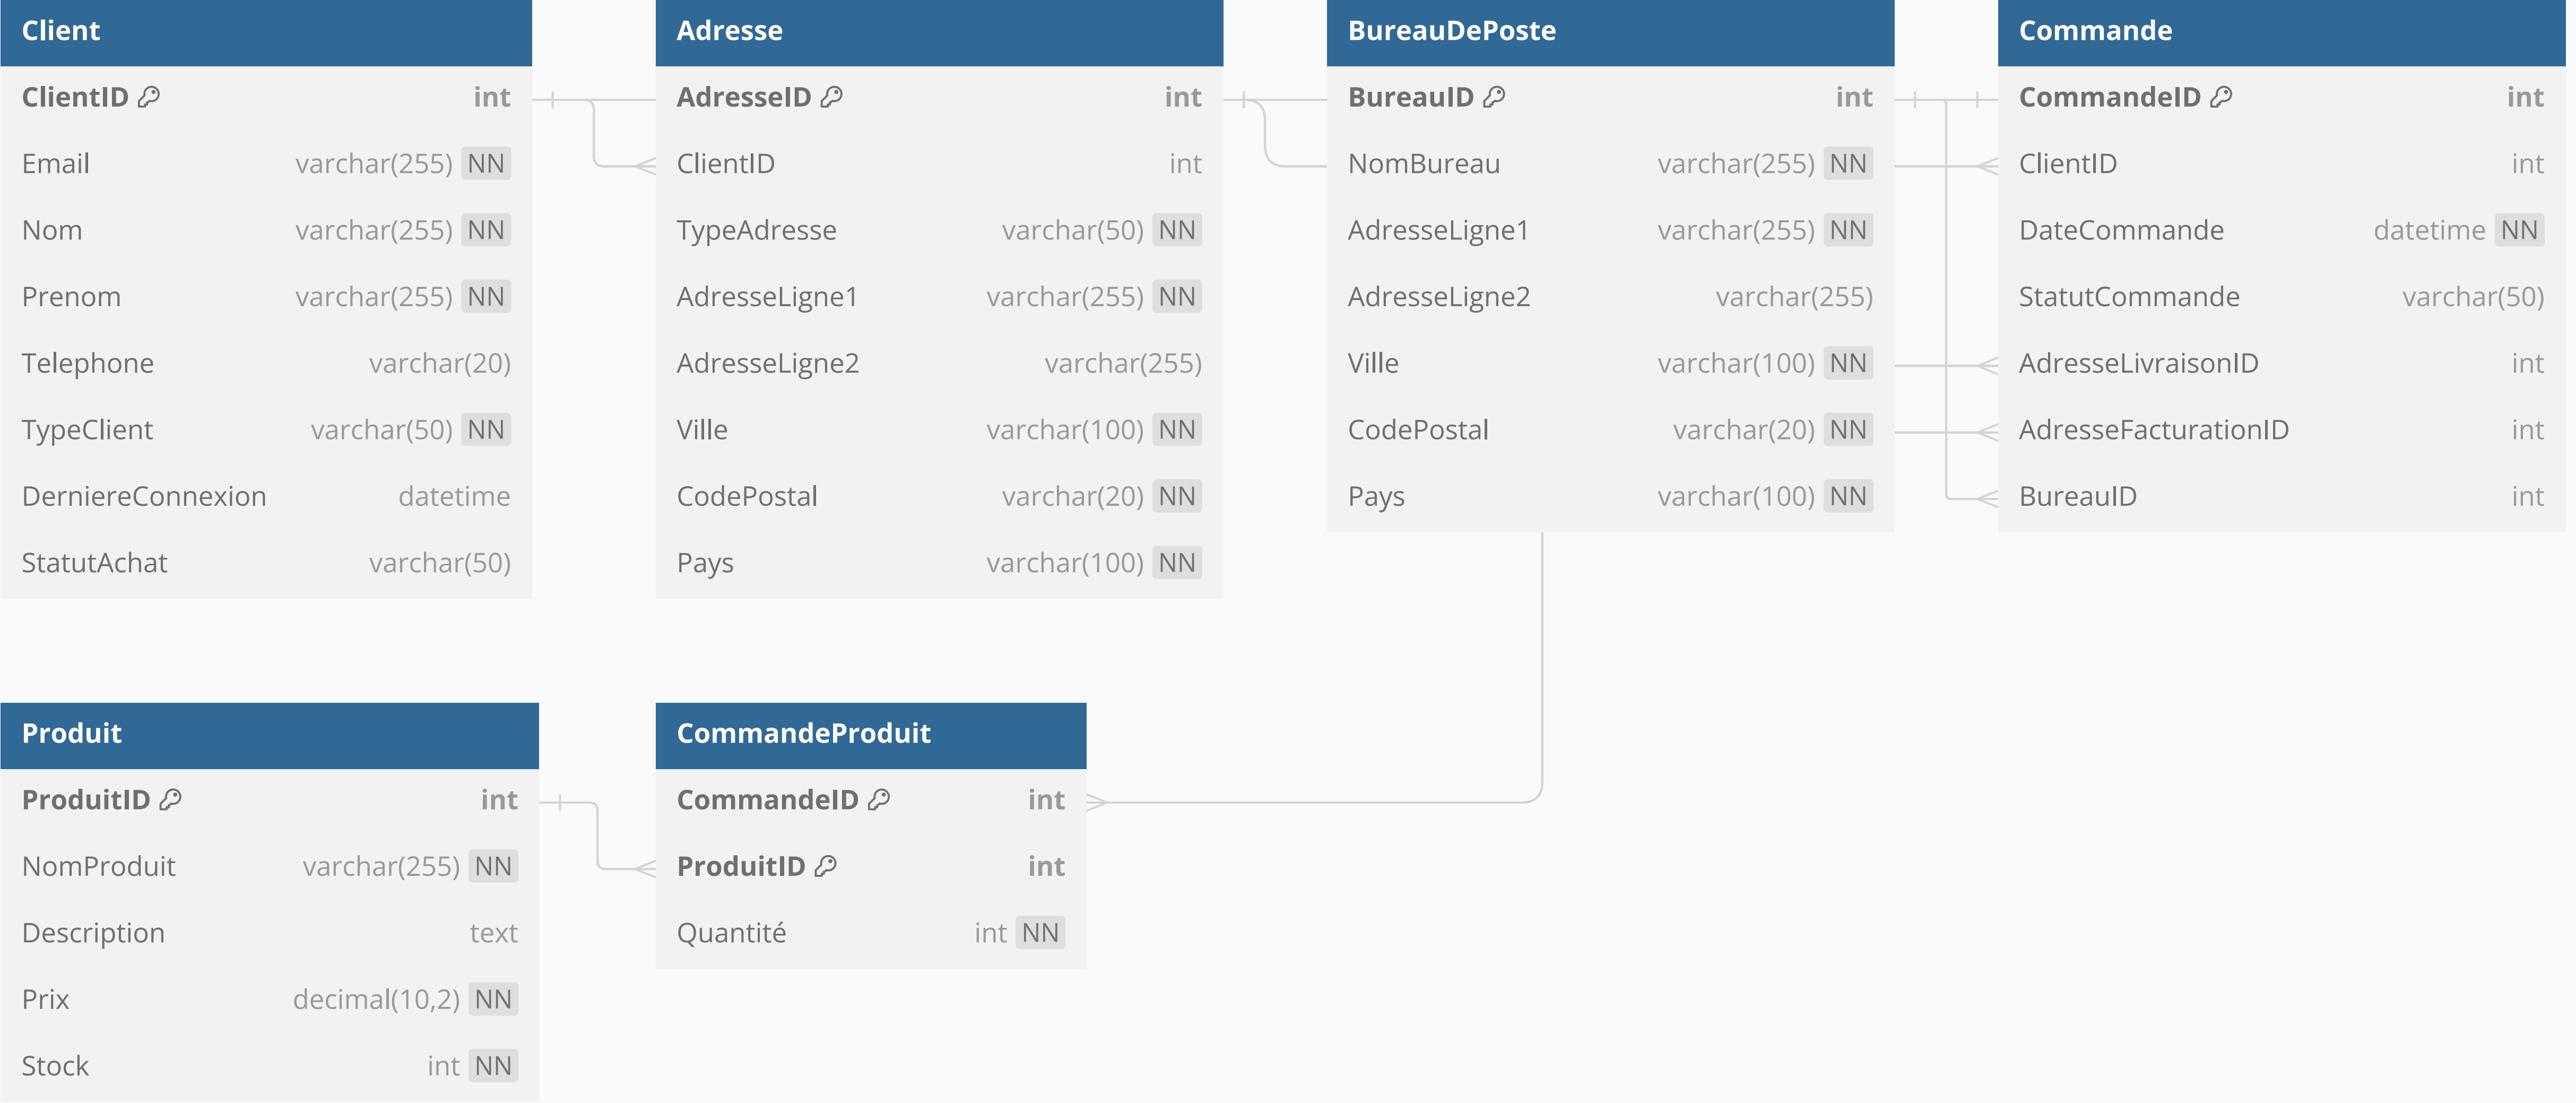 Client
ClientID int
Email varchar(255) NN
Nom varchar(255) NN
Prenom varchar(255) NN
Telephone varchar(20)
TypeClient varchar(50) NN
DerniereConnexion datetime
StatutAchat varchar(50)
Adresse
AdresseID int
ClientID int
TypeAdresse varchar(50) NN
AdresseLigne1 varchar(255) NN
AdresseLigne2 varchar(255)
Ville varchar(100) NN
CodePostal varchar(20) NN
Pays varchar(100) NN
BureauDePoste
BureauID int
NomBureau varchar(255) NN
AdresseLigne1 varchar(255) NN
AdresseLigne2 varchar(255)
Ville varchar(100) NN
CodePostal varchar(20) NN
Pays varchar(100) NN
Commande
CommandeID int
ClientID int
DateCommande datetime NN
StatutCommande varchar(50)
AdresseLivraisonID int
AdresseFacturationID int
BureauID int
Produit
ProduitID int
NomProduit varchar(255) NN
Description text
Prix decimal(10,2) NN
Stock int NN
CommandeProduit
CommandeID int
ProduitID int
Quantité int NN